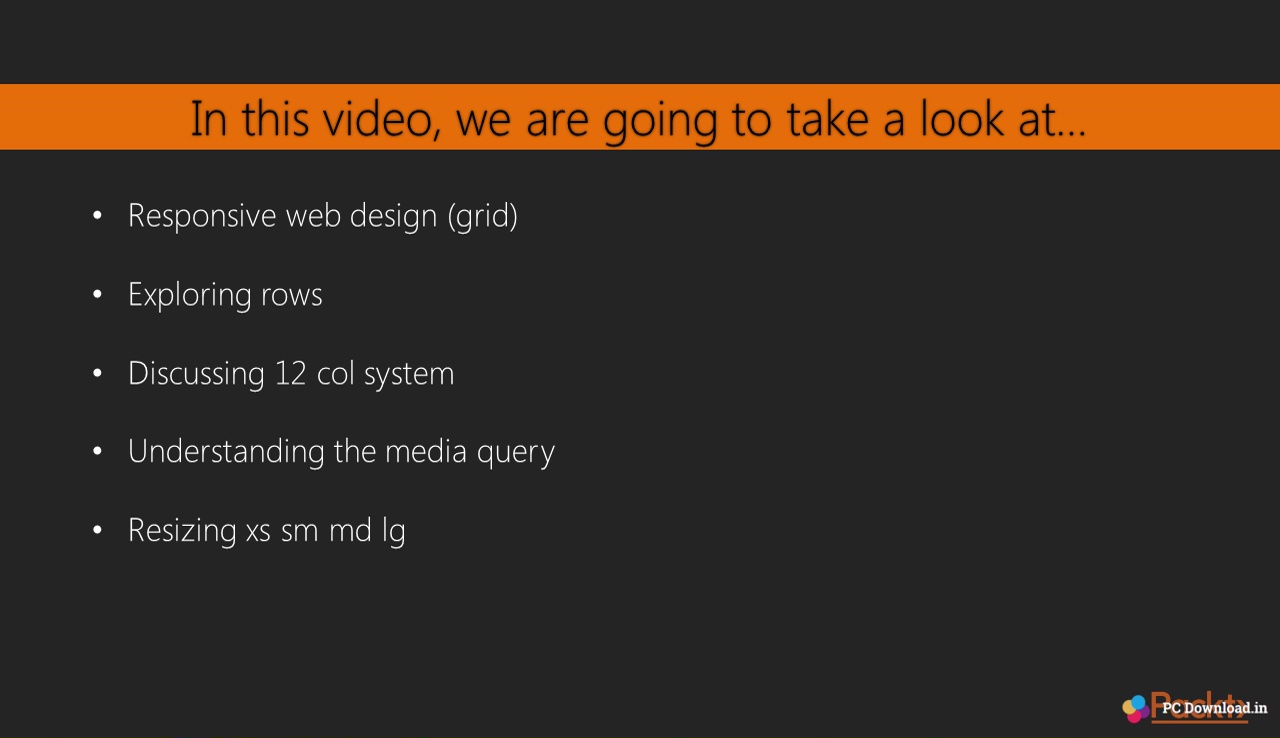 In this video, we are going to take a look at...
• Responsive web design (grid)
• Exploring rows
• Discussing 12 col system
• Understanding the media query
• Resizing xs sm md lg
PC Download.in